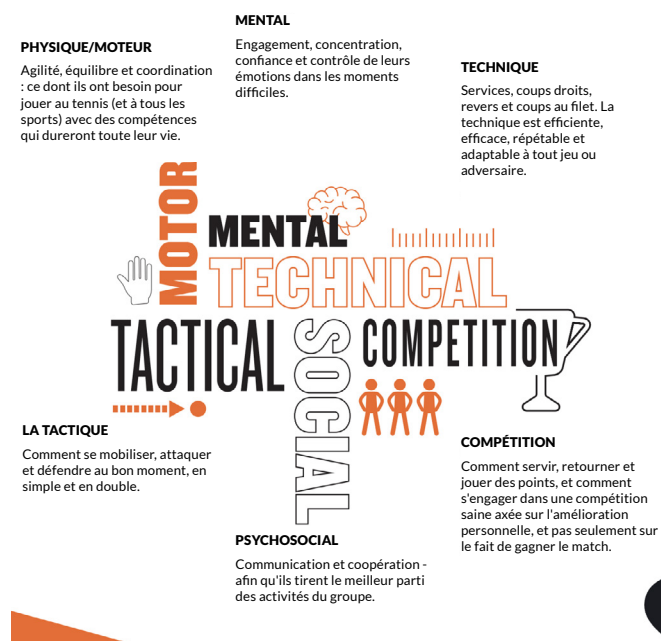 MENTAL
Engagement, concentration,
confiance et contrôle de leurs
émotions dans les moments
difficiles.
PHYSIQUE/MOTEUR
Agilité, équilibre et coordination
: ce dont ils ont besoin pour
jouer au tennis (et à tous les
sports) avec des compétences
qui dureront toute leur vie.
TECHNIQUE
Services, coups droits,
revers et coups au filet. La
technique est efficiente,
efficace, répétable et
adaptable à tout jeu ou
adversaire.
MOTOR
MENTAL
TECHNICAL
TACTICAL
SOCIAL
COMPETITION
LA TACTIQUE
Comment se mobiliser, attaquer
et défendre au bon moment, en
simple et en double.
COMPÉTITION
Comment servir, retourner et
jouer des points, et comment
s'engager dans une compétition
saine axée sur l'amélioration
personnelle, et pas seulement sur
le fait de gagner le match.
PSYCHOSOCIAL
Communication et coopération -
afin qu'ils tirent le meilleur parti
des activités du groupe.